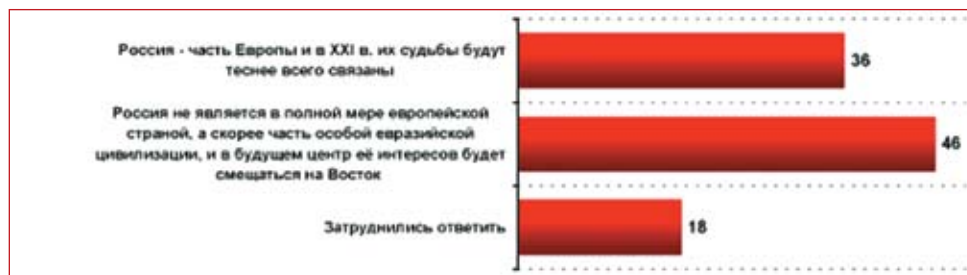 Россия - часть Европы и в XXI в. их судьбы будут
теснее всего связаны
36
Россия не является в полной мере европейской
страной, а скорее часть особой евразийской
цивилизации, и в будущем центр её интересов будет
смещаться на Восток
46
Затруднились ответить
18